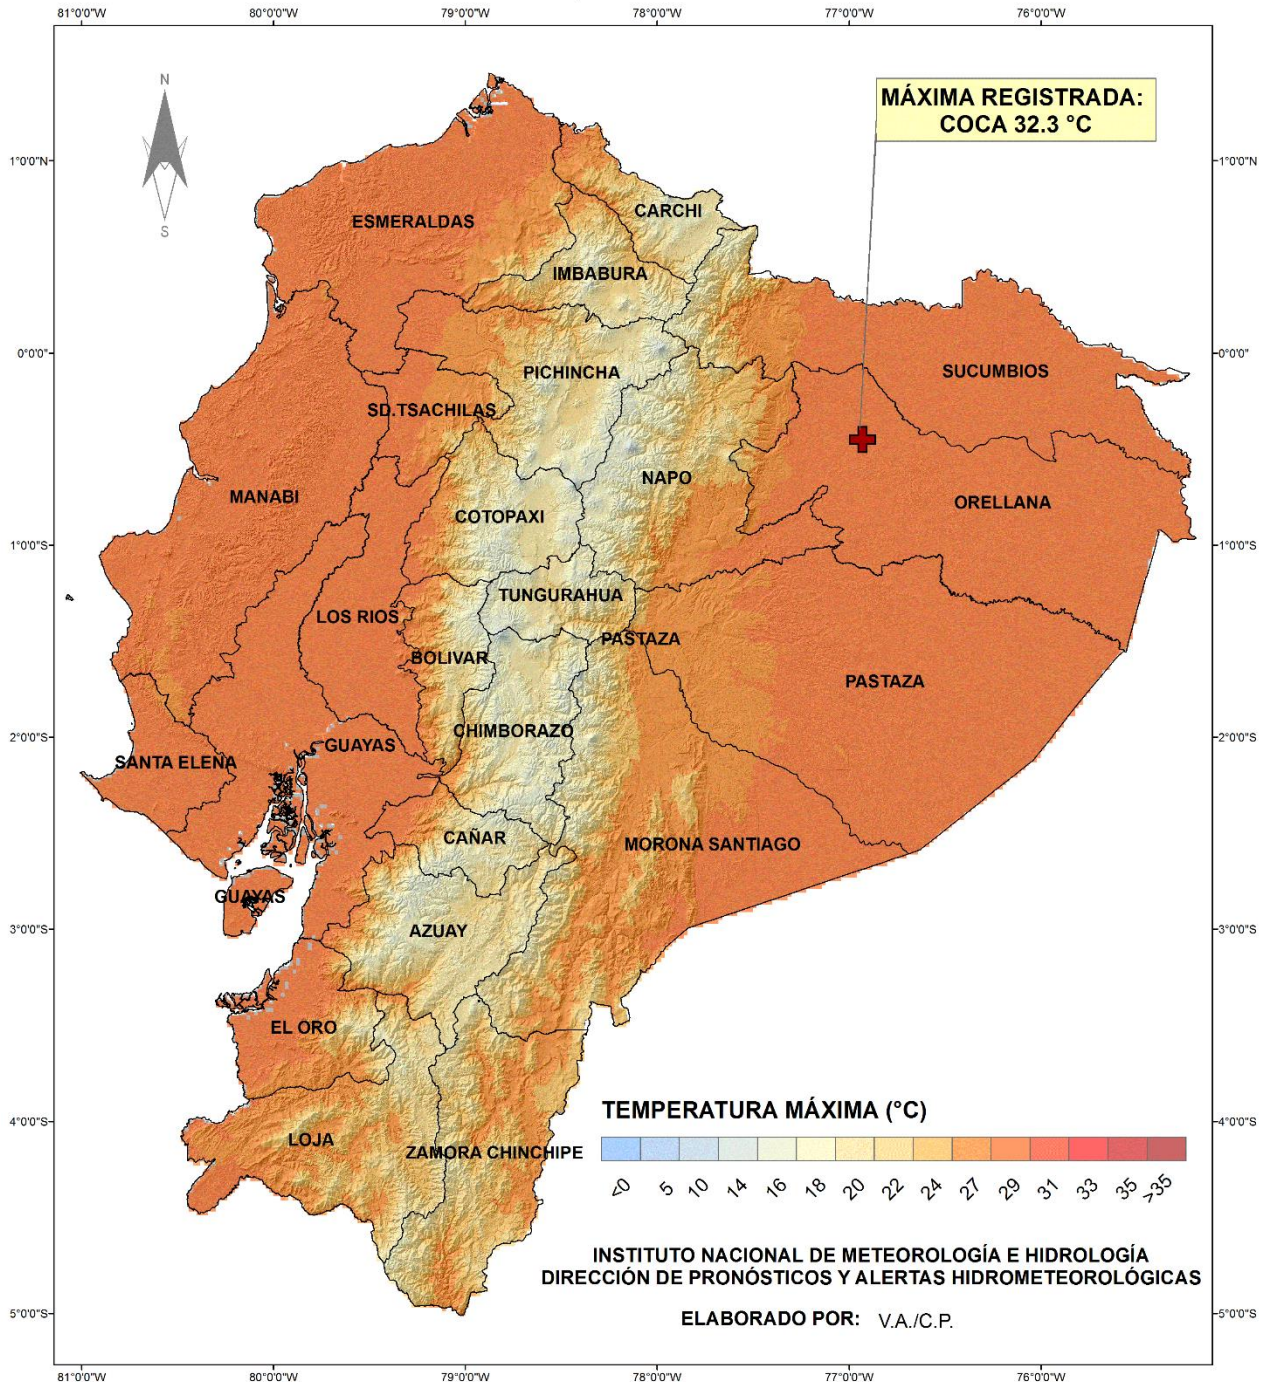 81°0'0"W 80°0'0"W 79°0'0"W 78°0'0"W 77°0'0"W 76°0'0"W
N
S
MÁXIMA REGISTRADA:
COCA 32.3 °C
1°0'0"N 1°0'0"N
CARCHI
ESMERALDAS
IMBABURA
0°0'0" 0°0'0"
SUCUMBIOS
PICHINCHA
SD.TSACHILAS
NAPO
MANABI
ORELLANA
COTOPAXI
1°0'0"S 1°0'0"S
TUNGURAHUA
LOS RIOS
PASTAZA
BOLIVAR
PASTAZA
CHIMBORAZO
2°0'0"S 2°0'0"S
GUAYAS
SANTA ELENA
CAÑAR
MORONA SANTIAGO
GUAYAS
3°0'0"S 3°0'0"S
AZUAY
EL ORO
TEMPERATURA MÁXIMA (°C)
4°0'0"S 4°0'0"S
LOJA
ZAMORA CHINCHIPE
<0 5 10 14 16 18 20 22 24 27 29 31 33 35 >35
INSTITUTO NACIONAL DE METEOROLOGÍA E HIDROLOGÍA
DIRECCIÓN DE PRONÓSTICOS Y ALERTAS HIDROMETEOROLÓGICAS
5°0'0"S 5°0'0"S
ELABORADO POR: V.A./C.P.
81°0'0"W 80°0'0"W 79°0'0"W 78°0'0"W 77°0'0"W 76°0'0"W